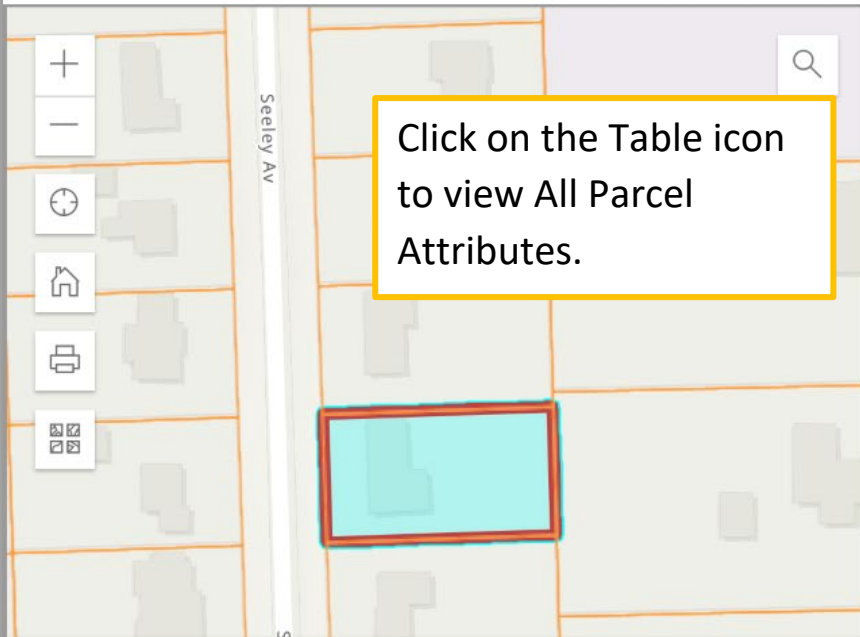 Seeley Av
Click on the Table icon
to view All Parcel
Attributes.